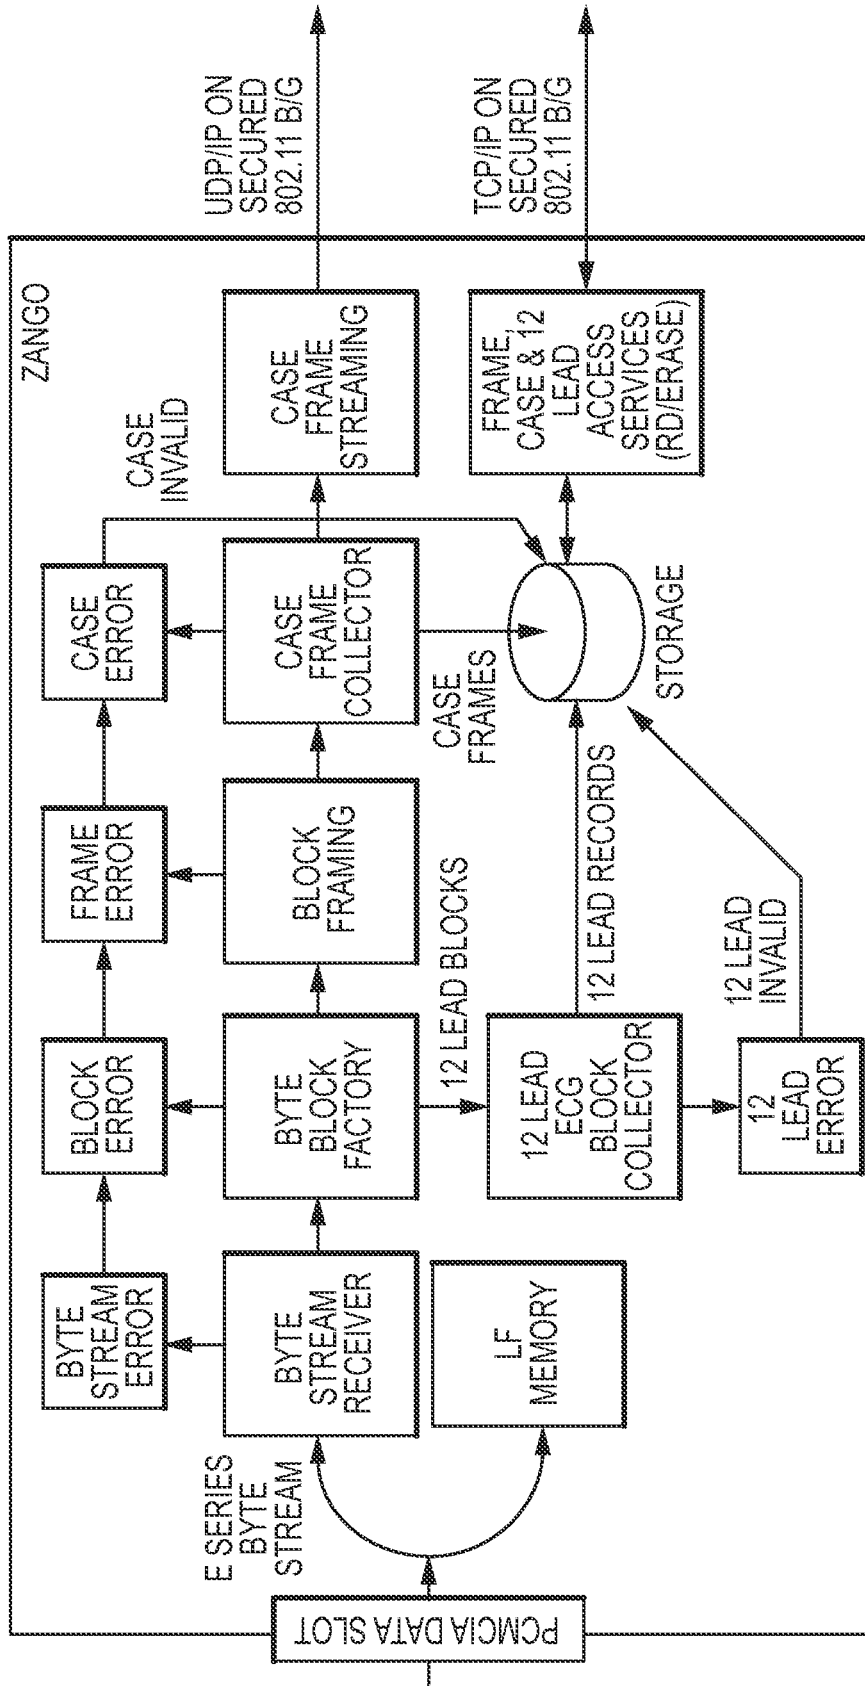 ZANGO
PCMCIA DATA SLOT
E SERIES
BYTE
STREAM
BYTE
STREAM
ERROR
BLOCK
ERROR
FRAME
ERROR
CASE
ERROR
CASE
INVALID
BYTE
STREAM
RECEIVER
BYTE
BLOCK
FACTORY
BLOCK
FRAMING
CASE
FRAME
COLLECTOR
CASE
FRAME
STREAMING
UDP/IP ON
SECURED
802.11 B/G
LF
MEMORY
12 LEAD BLOCKS
CASE
FRAMES
12 LEAD
ECG
BLOCK
COLLECTOR
12 LEAD RECORDS
STORAGE
FRAME,
CASE & 12
LEAD
ACCESS
SERVICES
(RD/ERASE)
TCP/IP ON
SECURED
802.11 B/G
12
LEAD
ERROR
12 LEAD
INVALID